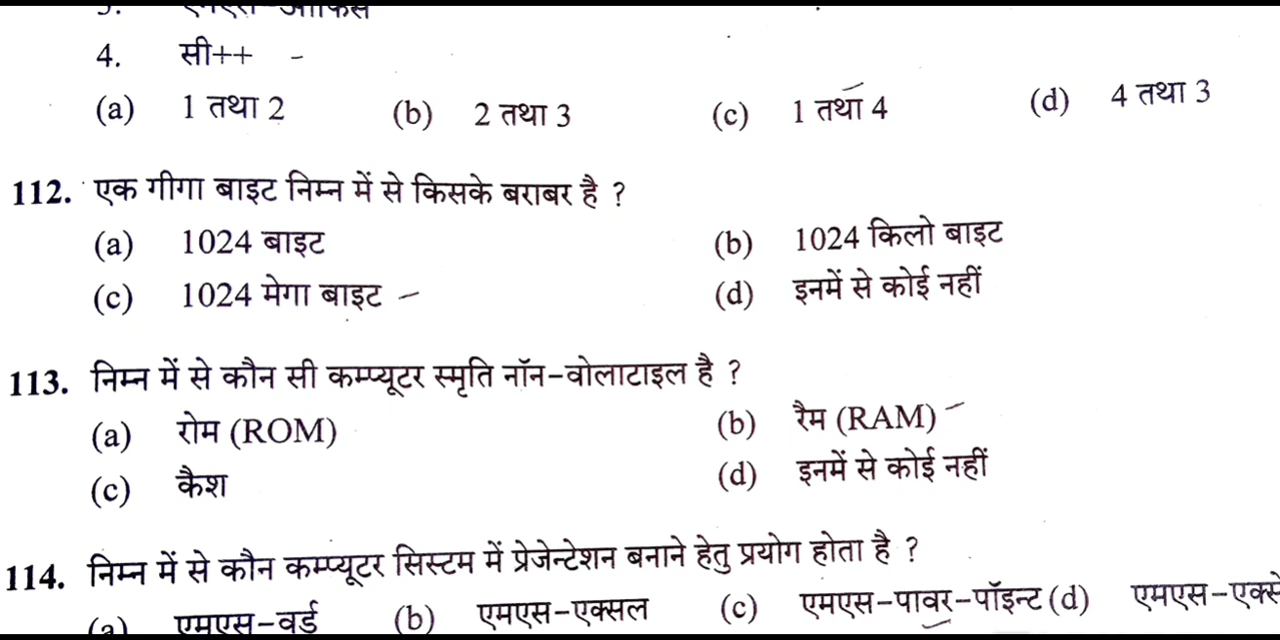 4. सी++
(a) 1 तथा 2 (b) 2 तथा 3 (c) 1 तथा 4 (d) 4 तथा 3
112. एक गीगा बाइट निम्न में से किसके बराबर है ?
(a) 1024 बाइट (b) 1024 किलो बाइट
(c) 1024 मेगा बाइट (d) इनमें से कोई नहीं
113. निम्न में से कौन सी कम्प्यूटर स्मृति नॉन-वोलाटाइल है ?
(a) रोम (ROM) (b) रैम (RAM)
(c) कैश (d) इनमें से कोई नहीं
114. निम्न में से कौन कम्प्यूटर सिस्टम में प्रेजेन्टेशन बनाने हेतु प्रयोग होता है ?
(a) एमएस-वर्ड (b) एमएस-एक्सल (c) एमएस-पावर-पॉइन्ट (d)